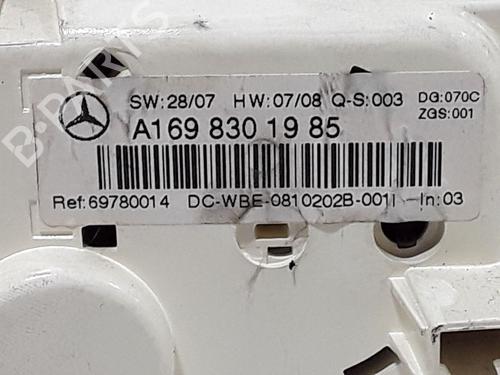 B-PARTS
SW:28/07 HW:07/08 Q-S:003 DG:070C
ZGS:001
A169 830 19 85
Ref:69780014 DC-WBE-0810202B-0011 -In:03